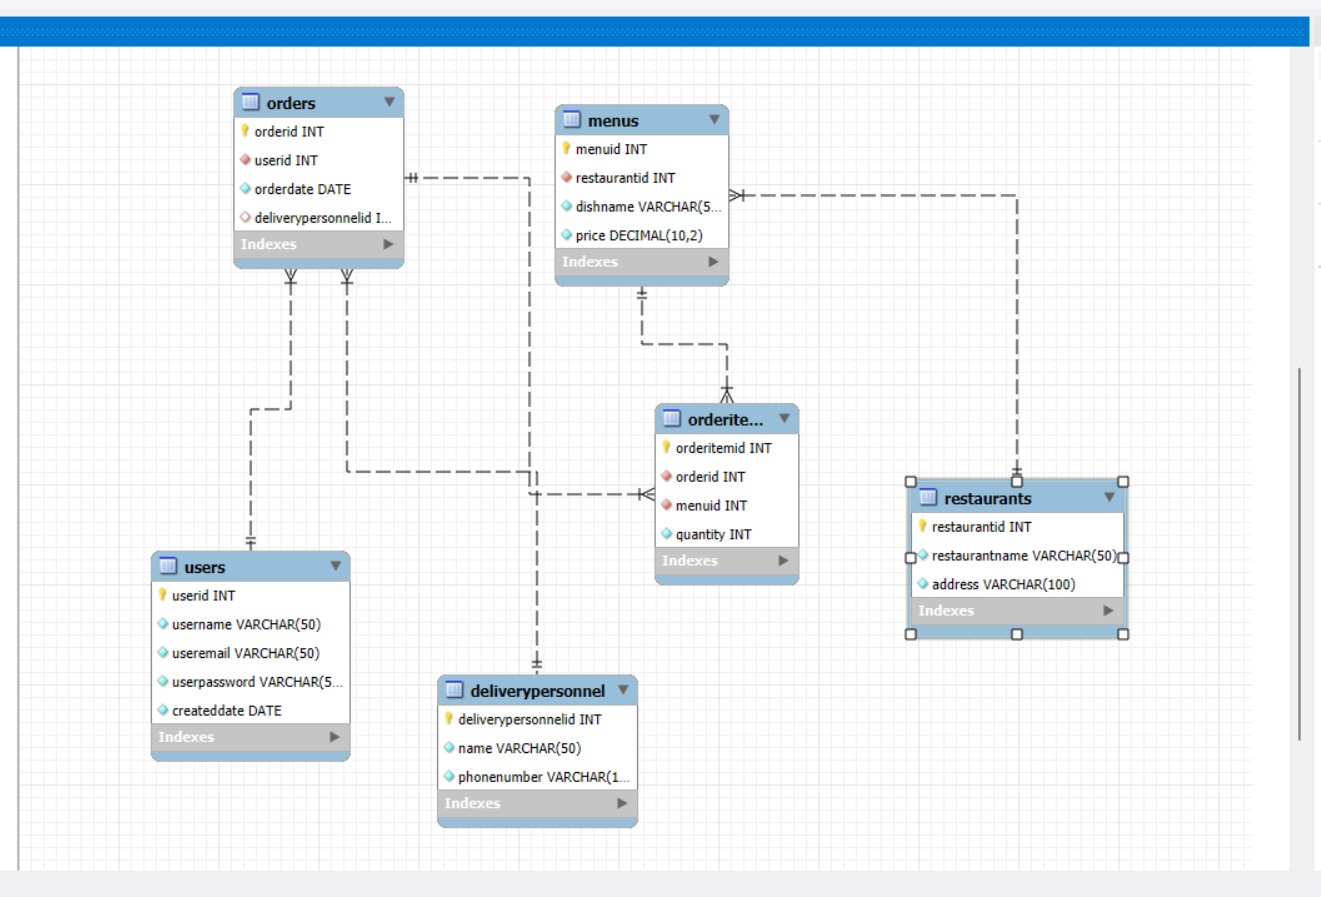 orders
orderid INT
userid INT
orderdate DATE
deliverypersonnelid I...
Indexes
menus
menuid INT
restaurantid INT
dishname VARCHAR(5...
price DECIMAL(10,2)
Indexes
orderite...
orderitemid INT
orderid INT
menuid INT
quantity INT
Indexes
restaurants
restaurantid INT
restaurantname VARCHAR(50)
address VARCHAR(100)
Indexes
users
userid INT
username VARCHAR(50)
useremail VARCHAR(50)
userpassword VARCHAR(5...
createddate DATE
Indexes
deliverypersonnel
deliverypersonnelid INT
name VARCHAR(50)
phonenumber VARCHAR(1...
Indexes